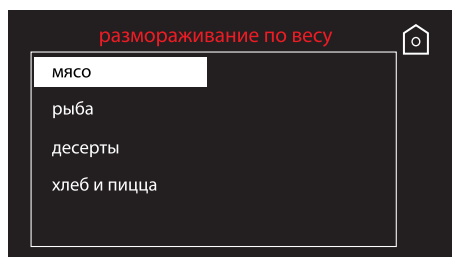 размораживание по весу
мясо
рыба
десерты
хлеб и пицца